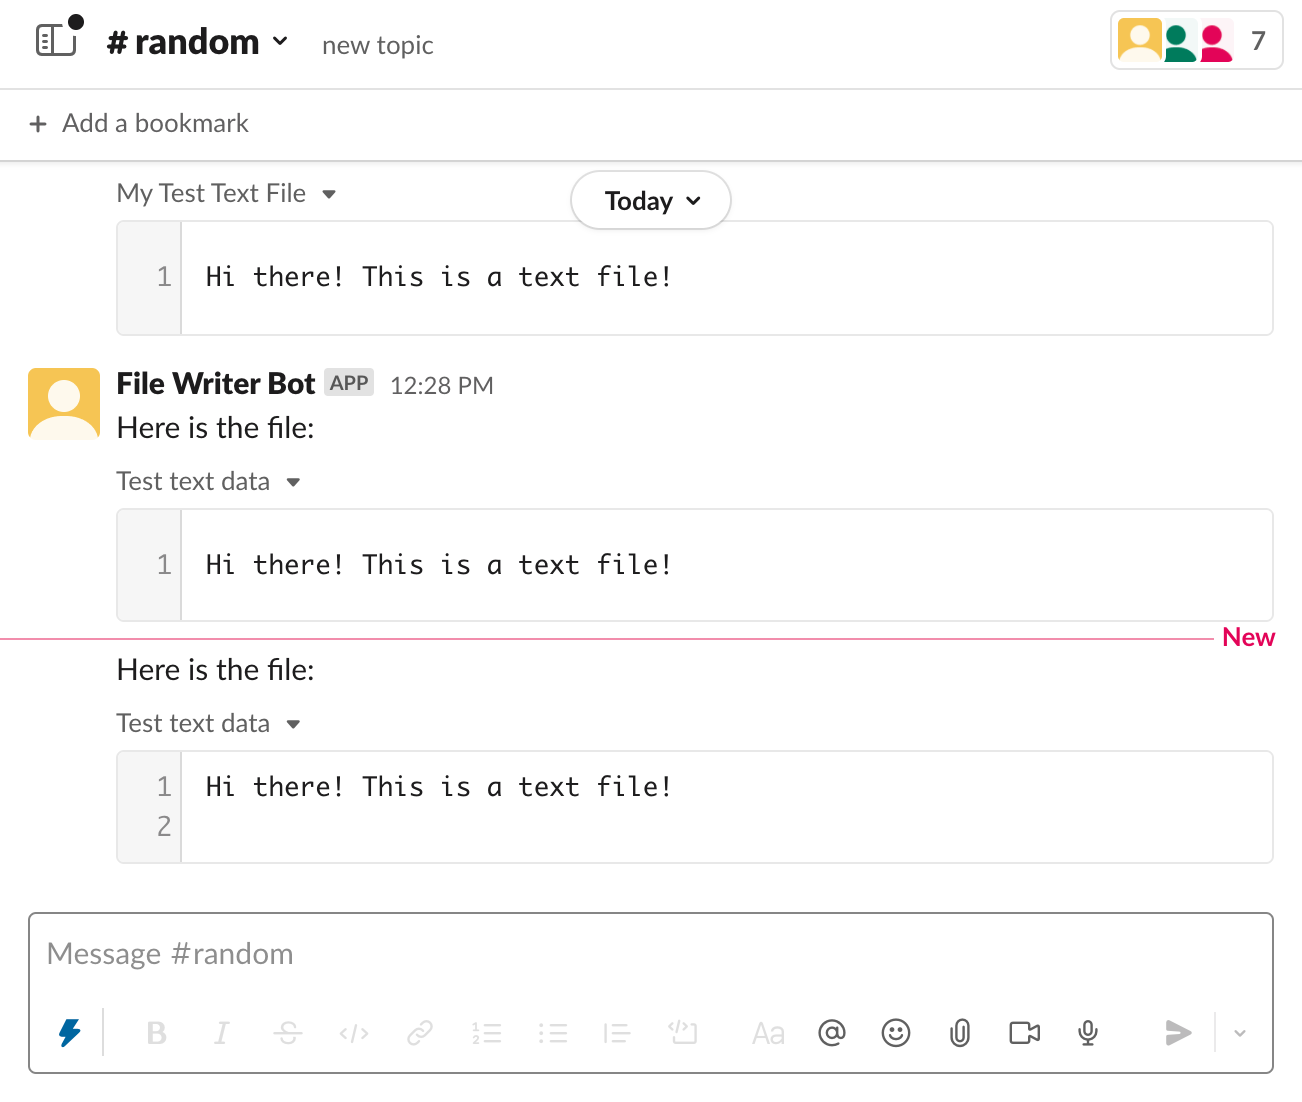 # random new topic 7
+ Add a bookmark
My Test Text File
Today
1 Hi there! This is a text file!
File Writer Bot APP 12:28 PM
Here is the file:
Test text data
1 Hi there! This is a text file!
New
Here is the file:
Test text data
1 Hi there! This is a text file!
2
Message #random
B I S </> Aa @